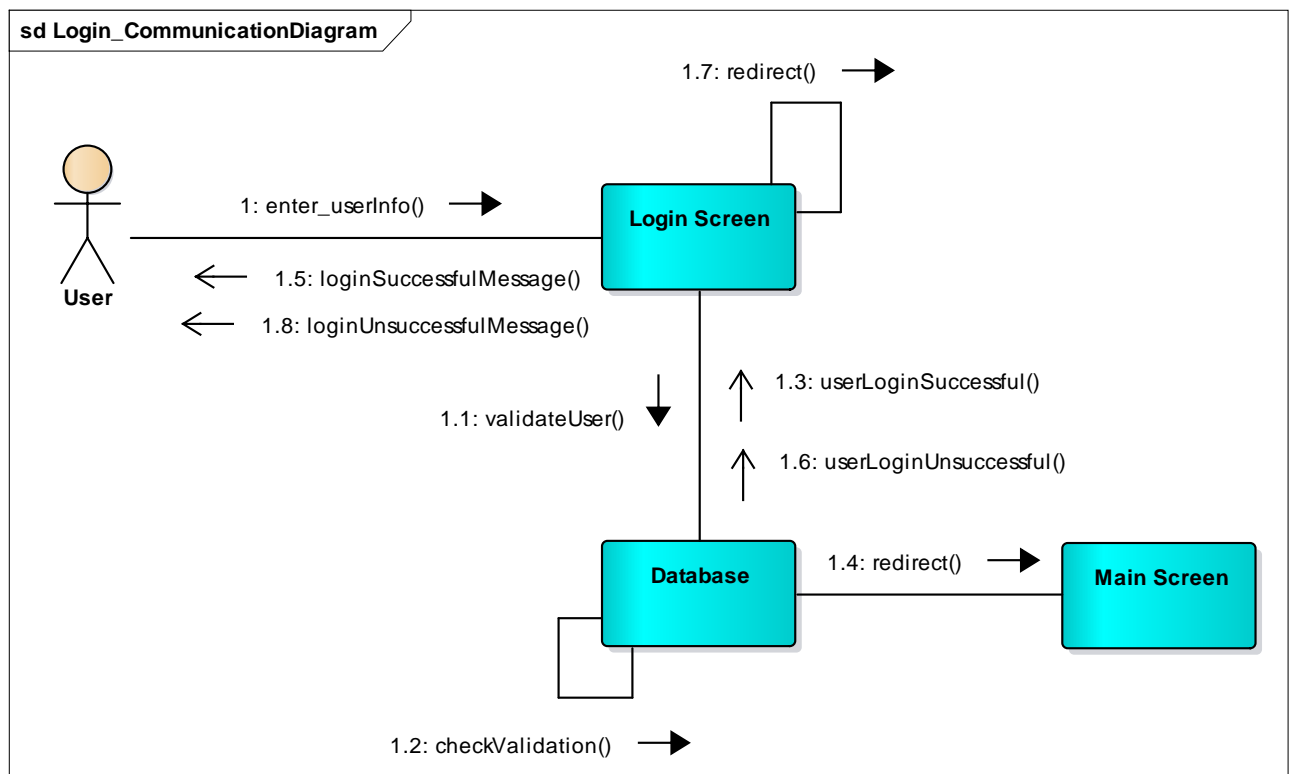 sd Login_CommunicationDiagram
1.7: redirect()
1: enter_userInfo()
Login Screen
1.5: loginSuccessfulMessage()
User
1.8: loginUnsuccessfulMessage()
1.3: userLoginSuccessful()
1.1: validateUser()
1.6: userLoginUnsuccessful()
Database
1.4: redirect()
Main Screen
1.2: checkValidation()